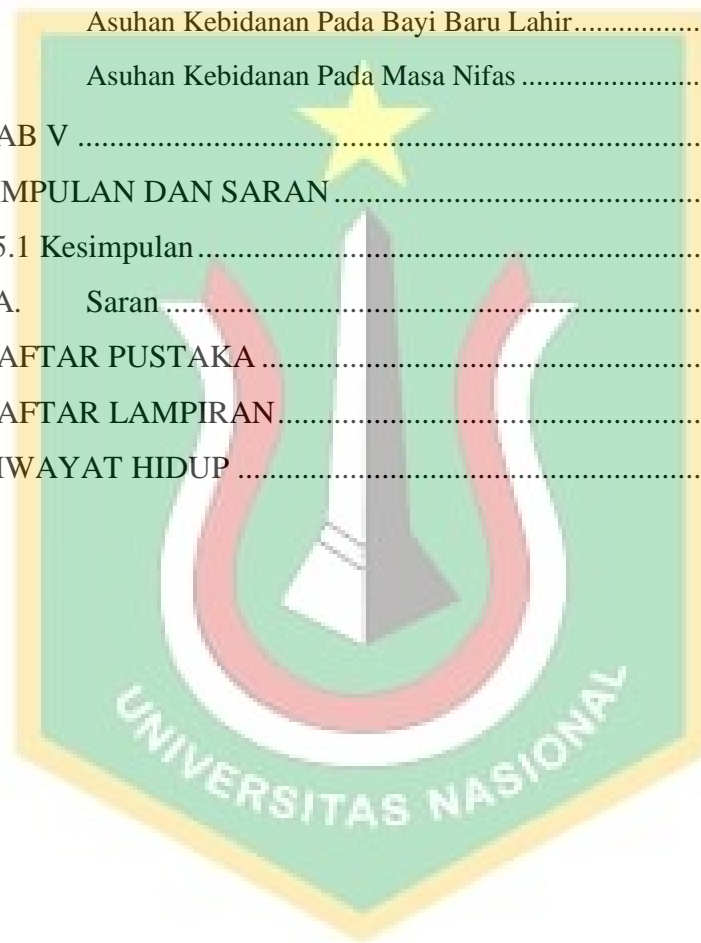 Asuhan Kebidanan Pada Bayi Baru Lahir....................
Asuhan Kebidanan Pada Masa Nifas ............................
AB V ..............................................................................................
IMPULAN DAN SARAN.......................................................
5.1 Kesimpulan............................................................................
A. Saran .................................................................................
AFTAR PUSTAKA ..................................................................
AFTAR LAMPIRAN................................................................
IWAYAT HIDUP .....................................................................
UNIVERSITAS NASIONAL